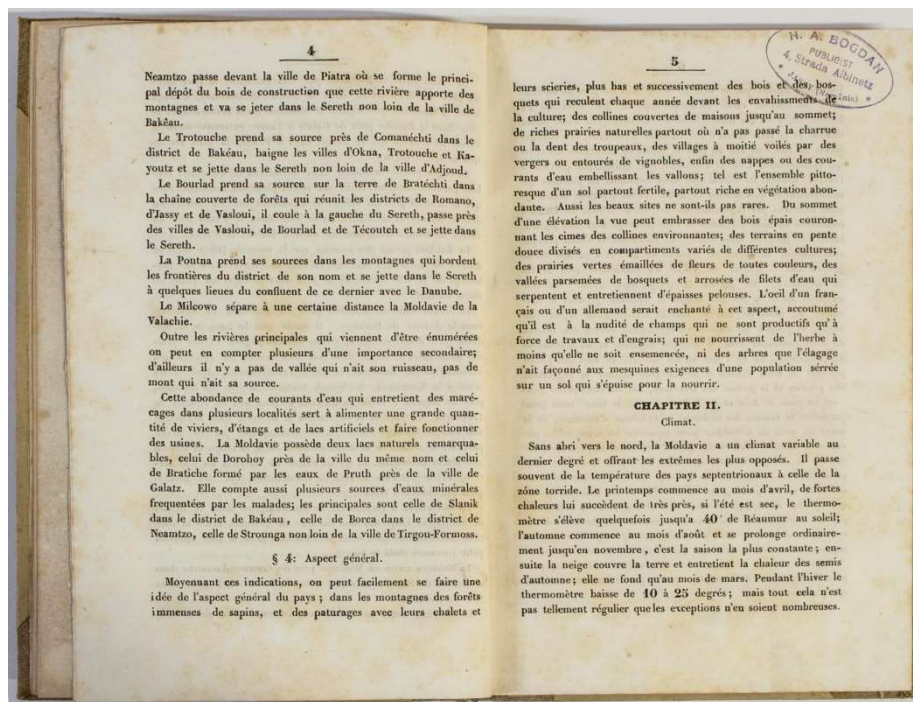 4
Neamtzo passe devant la ville de Piatra où se forme le princi-
pal dépôt du bois de construction que cette rivière apporte des
montagnes et va se jeter dans le Sereth non loin de la ville de
Bakêau.
Le Trotouche prend sa source près de Comanéchti dans le
district de Bakéau, baigne les villes d'Okna, Trotouche et Ka-
youtz et se jette dans le Sereth non loin de la ville d'Adjoud.
Le Bourlad prend sa source sur la terre de Bratéchti dans
la chaîne couverte de forêts qui réunit les districts de Romano,
d'Jassy et de Vasloui, il coule à la gauche du Sereth, passe près
des villes de Vasloui, de Bourlad et de Técoutch et se jette dans
le Sereth.
La Poutna prend ses sources dans les montagnes qui bordent
les frontières du district de son nom et se jette dans le Sereth
à quelques lieues du confluent de ce dernier avec le Danube.
Le Milcowo sépare à une certaine distance la Moldavie de la
Valachie.
Outre les rivières principales qui viennent d'être énumérées
on peut en compter plusieurs d'une importance secondaire;
d'ailleurs il n'y a pas de vallée qui n'ait son ruisseau, pas de
mont qui n'ait sa source.
Cette abondance de courants d'eau qui entretient des maré-
cages dans plusieurs localités sert à alimenter une grande quan-
tité de viviers, d'étangs et de lacs artificiels et faire fonctionner
des usines. La Moldavie possède deux lacs naturels remarqua-
bles, celui de Dorohoy près de la ville du même nom et celui
de Bratiche formé par les eaux de Pruth près de la ville de
Galatz. Elle compte aussi plusieurs sources d'eaux minérales
frequentées par les malades; les principales sont celle de Slanik
dans le district de Bakéau, celle de Borca dans le district de
Neamtzo, celle de Strounga non loin de la ville de Tirgou-Formoss.
§ 4: Aspect général.
Moyennant ces indications, on peut facilement se faire une
idée de l'aspect général du pays; dans les montagnes des forêts
immenses de sapins, et des paturages avec leurs chalets et
5
H. A. BOGDAN
PUBLICIST
4, Strada Albinetz
leurs scieries, plus bas et successivement des bois et des bos-
quets qui reculent chaque année devant les envahissments de
la culture; des collines couvertes de maisons jusqu'au sommet;
de riches prairies naturelles partout où n'a pas passé la charrue
ou la dent des troupeaux, des villages à moitié voilés par des
vergers ou entourés de vignobles, enfin des nappes ou des cou-
rants d'eau embellissant les vallons; tel est l'ensemble pitto-
resque d'un sol partout fertile, partout riche en végétation abon-
dante. Aussi les beaux sites ne sont-ils pas rares. Du sommet
d'une élévation la vue peut embrasser des bois épais couron-
nant les cimes des collines environnantes; des terrains en pente
douce divisés en compartiments variés de différentes cultures;
des prairies vertes émaillées de fleurs de toutes couleurs, des
vallées parsemées de bosquets et arrosées de filets d'eau qui
serpentent et entretiennent d'épaisses pelouses. L'oeil d'un fran-
çais ou d'un allemand serait enchanté à cet aspect, accoutumé
qu'il est à la nudité de champs qui ne sont productifs qu'à
force de travaux et d'engrais; qui ne nourrissent de l'herbe à
moins qu'elle ne soit ensemencée, ni des arbres que l'élagage
n'ait façonné aux mesquines exigences d'une population sérrée
sur un sol qui s'épuise pour la nourrir.
CHAPITRE II.
Climat.
Sans abri vers le nord, la Moldavie a un climat variable au
dernier degré et offrant les extrêmes les plus opposés. Il passe
souvent de la température des pays septentrionaux à celle de la
zóne torride. Le printemps commence au mois d'avril, de fortes
chaleurs lui succèdent de très près, si l'été est sec, le thermo-
mètre s'élève quelquefois jusqu'a 40° de Réaumur au soleil;
l'automne commence au mois d'août et se prolonge ordinaire-
ment jusqu'en novembre, c'est la saison la plus constante; en-
suite la neige couvre la terre et entretient la chaleur des semis
d'automne; elle ne fond qu'au mois de mars. Pendant l'hiver le
thermomètre baisse de 10 à 25 degrés; mais tout cela n'est
pas tellement régulier que les exceptions n'en soient nombreuses.